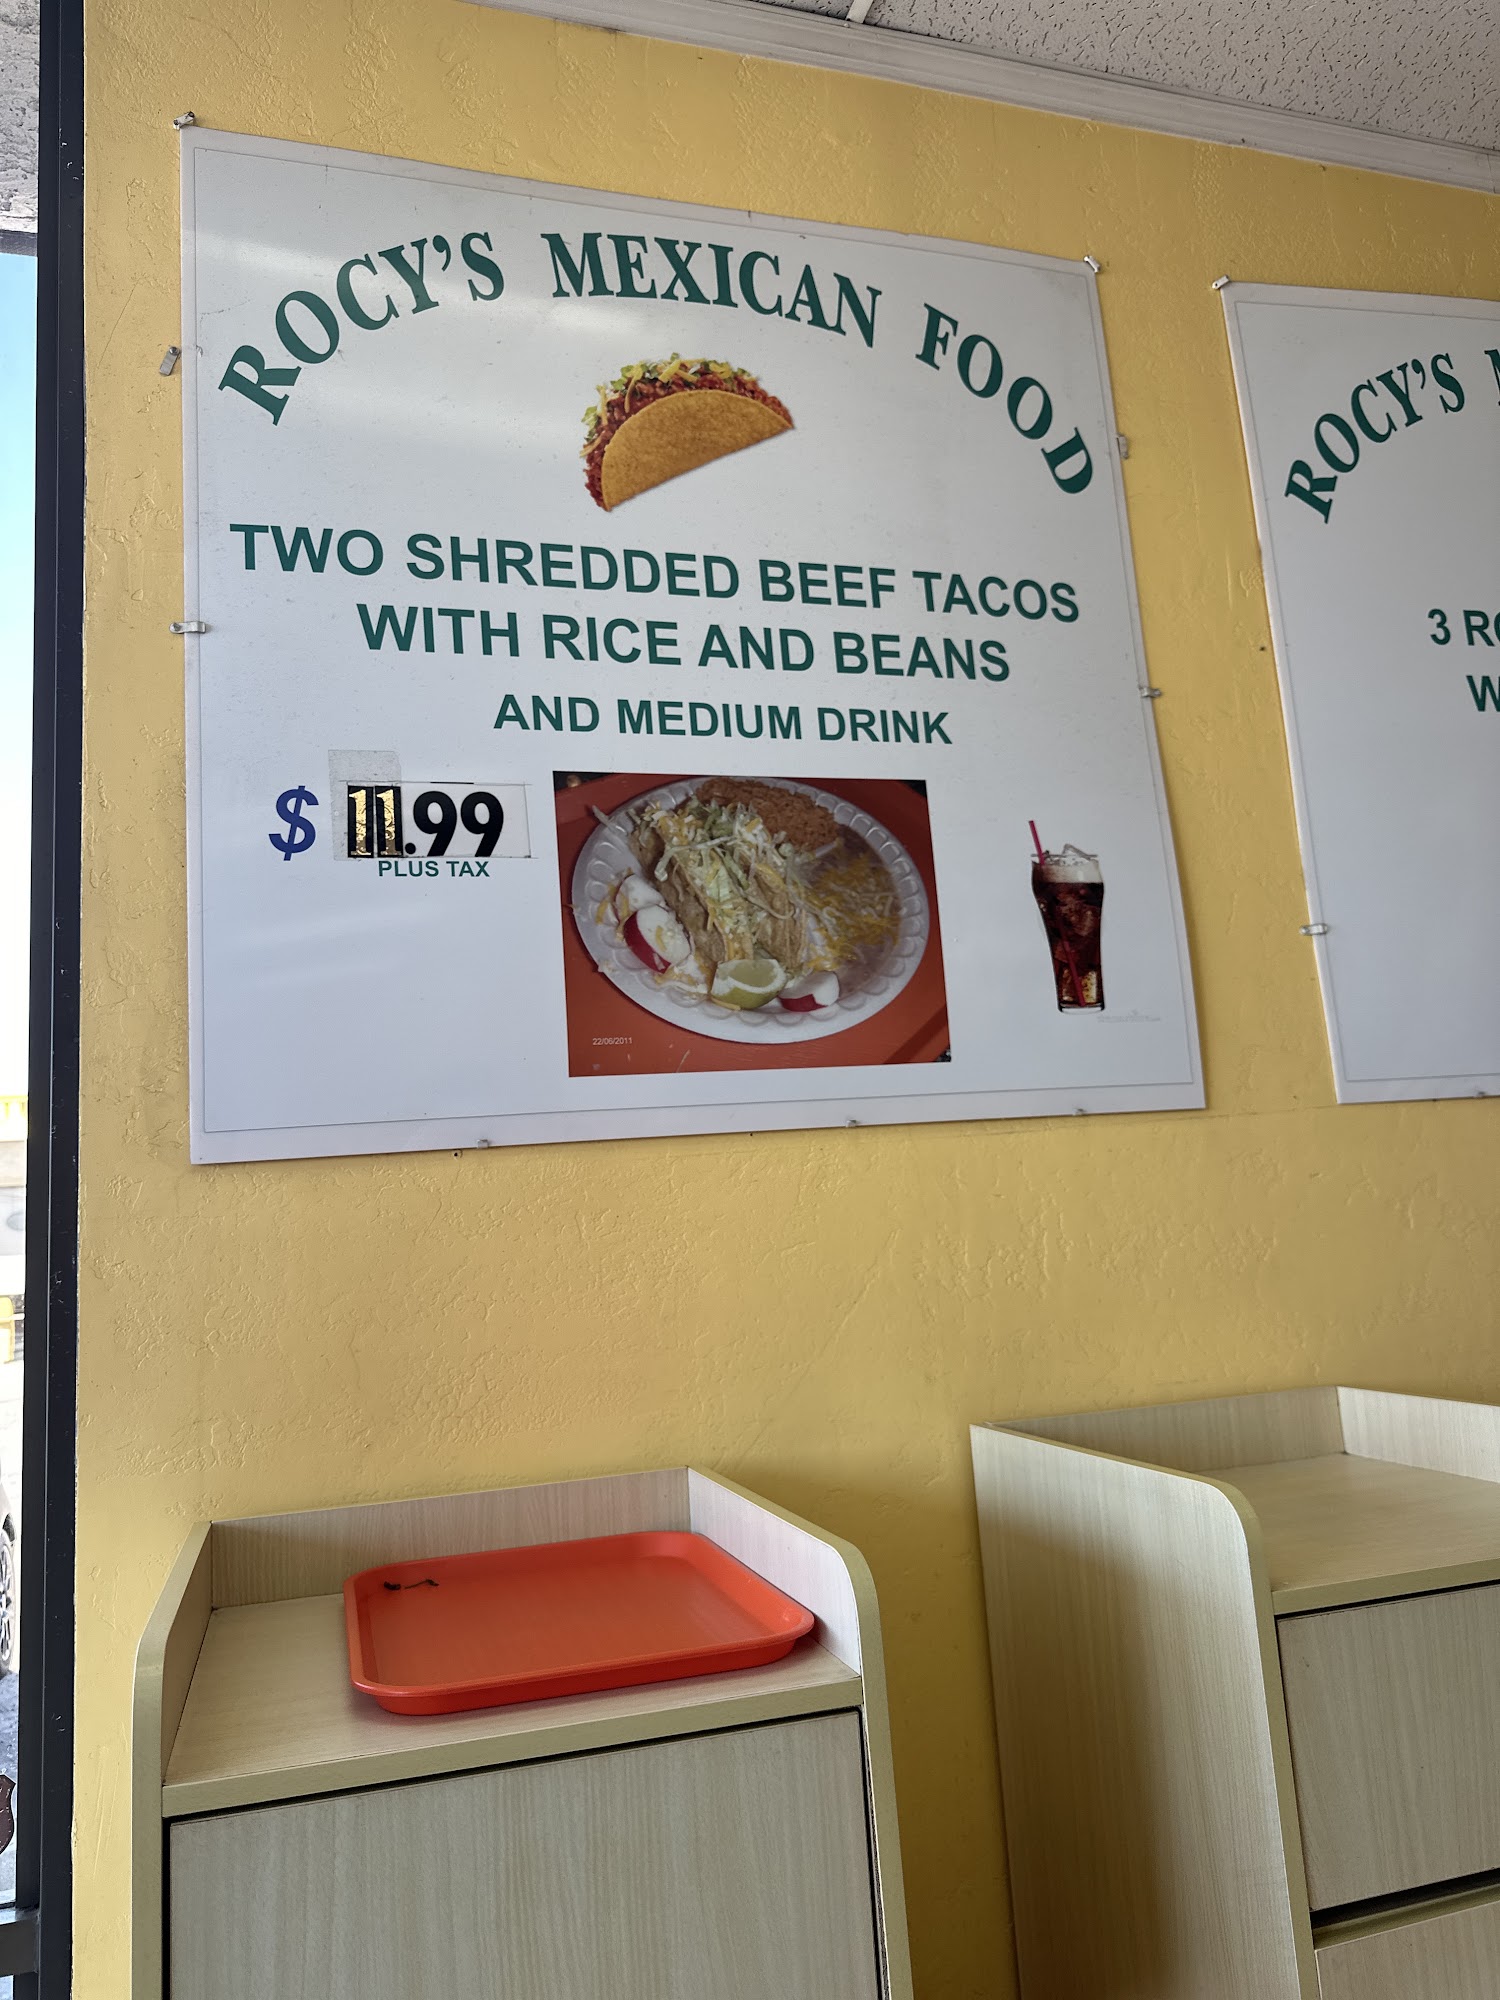 ROCY'S MEXICAN FOOD
TWO SHREDDED BEEF TACOS
WITH RICE AND BEANS
AND MEDIUM DRINK
$ 11.99
PLUS TAX
22/06/2011
ROCY'S
3
W